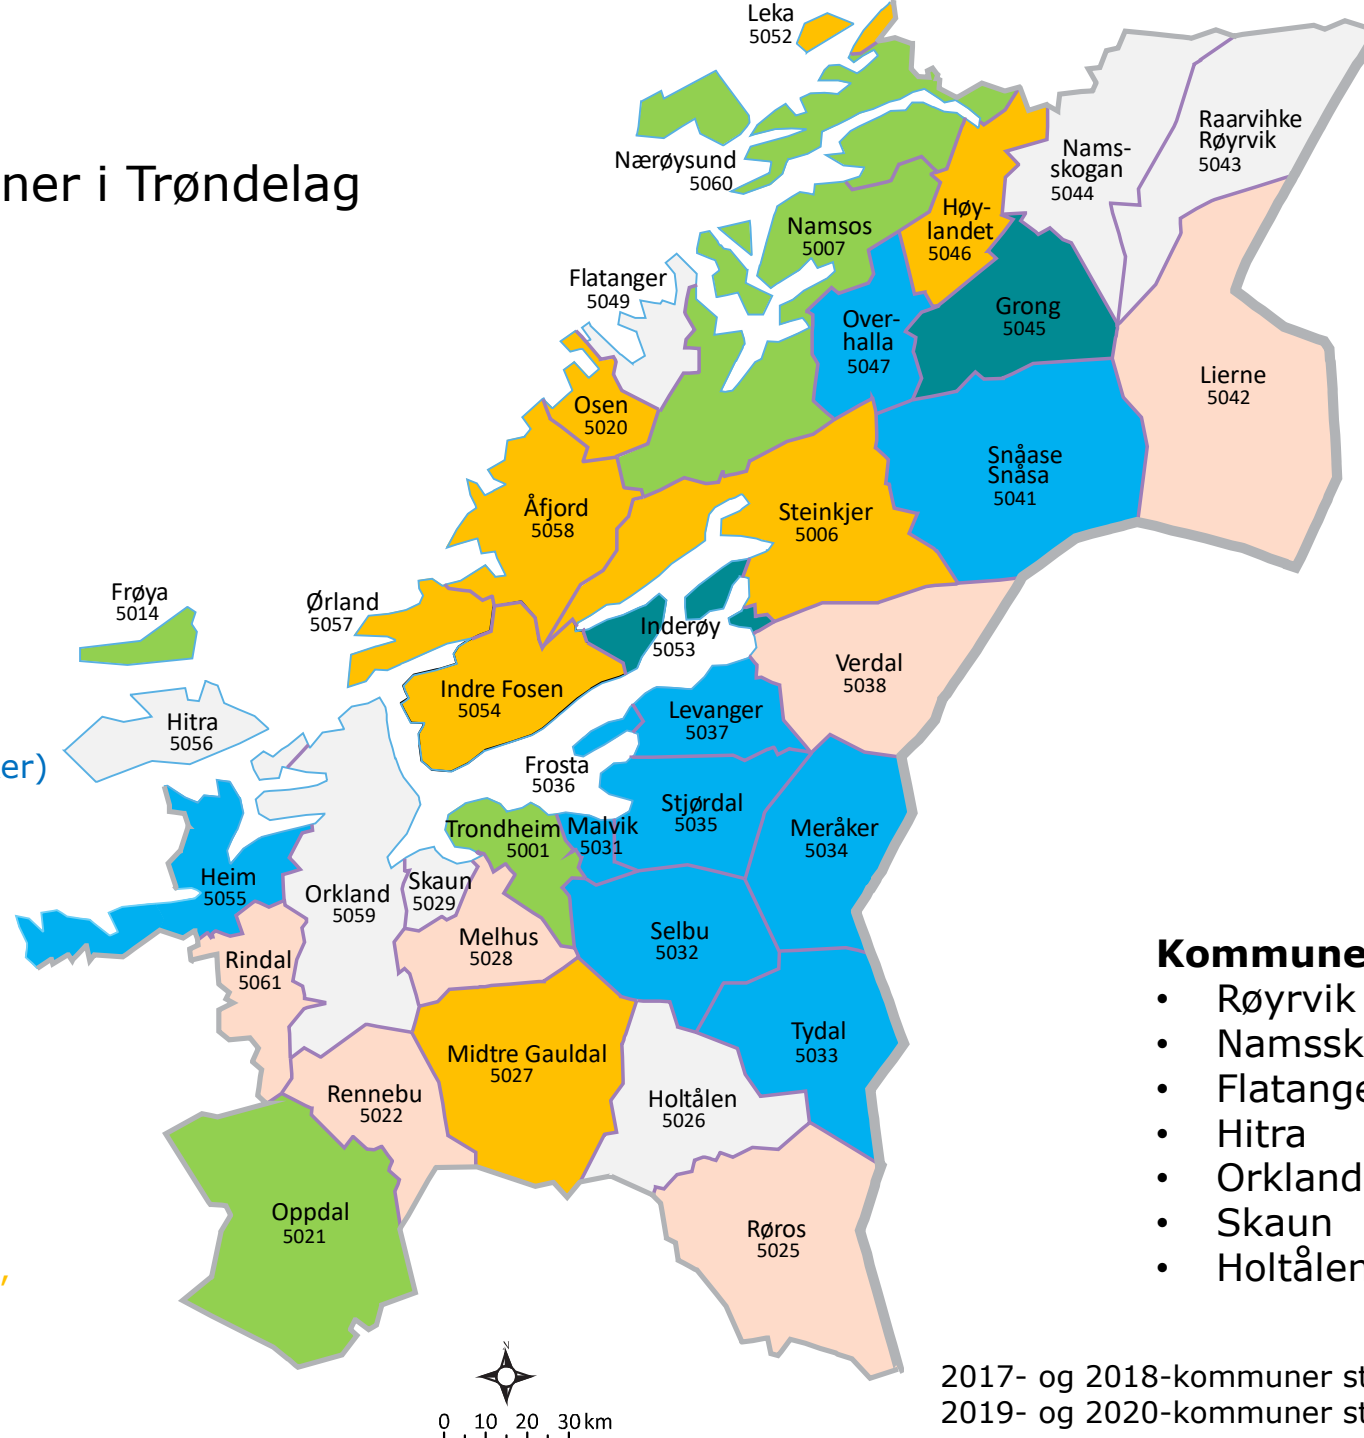 Leka
5052
Nærøysund
5060
Raarvihke
Røyrvik
5043
Nams-
skogan
5044
ner i Trøndelag
Høy-
landet
5046
Namsos
5007
Flatanger
5049
Grong
5045
Over-
halla
5047
Lierne
5042
Osen
5020
Snåase
Snåsa
5041
Åfjord
5058
Steinkjer
5006
Frøya
5014
Ørland
5057
Inderøy
5053
Verdal
5038
Indre Fosen
5054
Levanger
5037
Hitra
5056
er)
Frosta
5036
Stjørdal
5035
Trondheim
5001
Malvik
5031
Meråker
5034
Heim
5055
Orkland
5059
Skaun
5029
Melhus
5028
Selbu
5032
Rindal
5061
Tydal
5033
Midtre Gauldal
5027
Rennebu
5022
Holtålen
5026
Oppdal
5021
Røros
5025
Kommune
• Røyrvik
• Namssk
• Flatange
• Hitra
• Orkland
• Skaun
• Holtålen
,
N
0 10 20 30 km
2017- og 2018-kommuner st
2019- og 2020-kommuner st